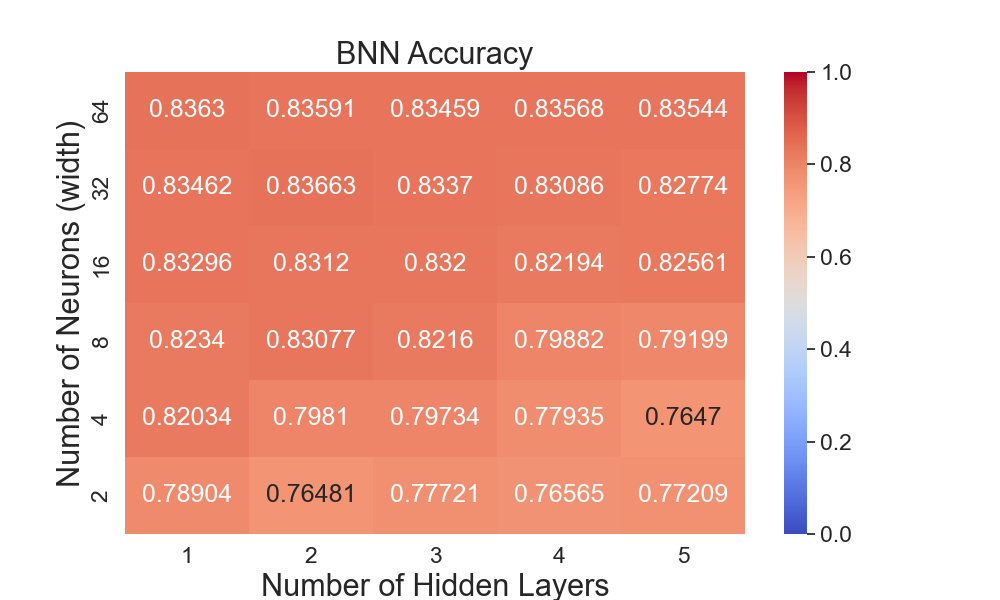 BNN Accuracy
Number of Neurons (width)
64 0.8363 0.83591 0.83459 0.83568 0.83544
32 0.83462 0.83663 0.8337 0.83086 0.82774
16 0.83296 0.8312 0.832 0.82194 0.82561
8 0.8234 0.83077 0.8216 0.79882 0.79199
4 0.82034 0.7981 0.79734 0.77935 0.7647
2 0.78904 0.76481 0.77721 0.76565 0.77209
1 2 3 4 5
Number of Hidden Layers
1.0
0.8
0.6
0.4
0.2
0.0